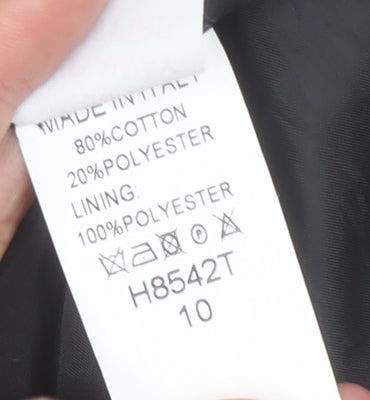 MADE IN ITALY
80%COTTON
20%POLYESTER
LINING:
100%POLYESTER
P
H8542T
10